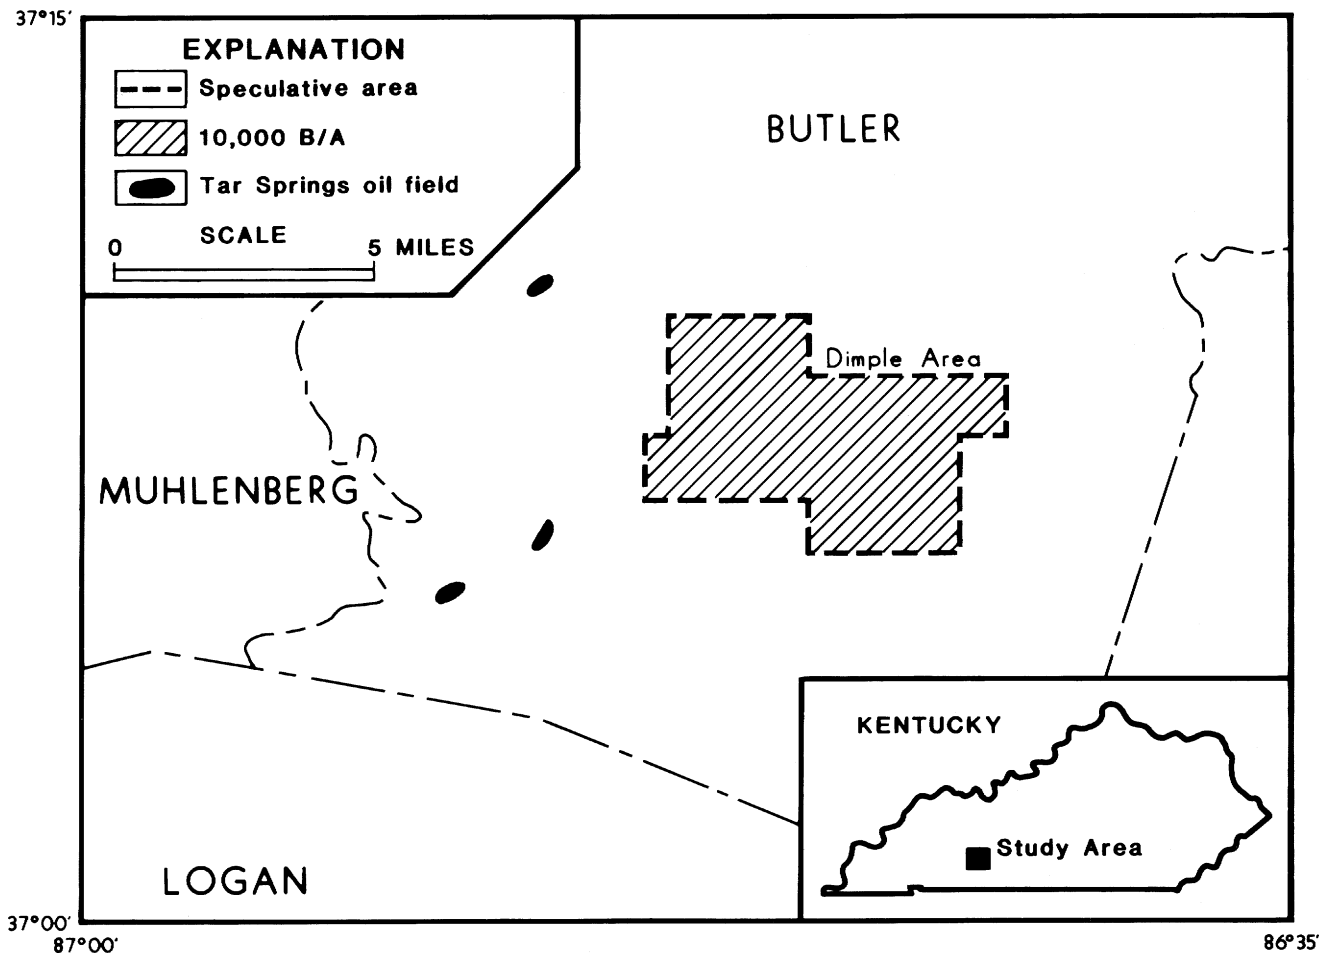 37°15'
EXPLANATION
Speculative area
10,000 B/A
Tar Springs oil field
SCALE
0 5 MILES
BUTLER
Dimple Area
MUHLENBERG
KENTUCKY
Study Area
LOGAN
37°00'
87°00' 86°35'